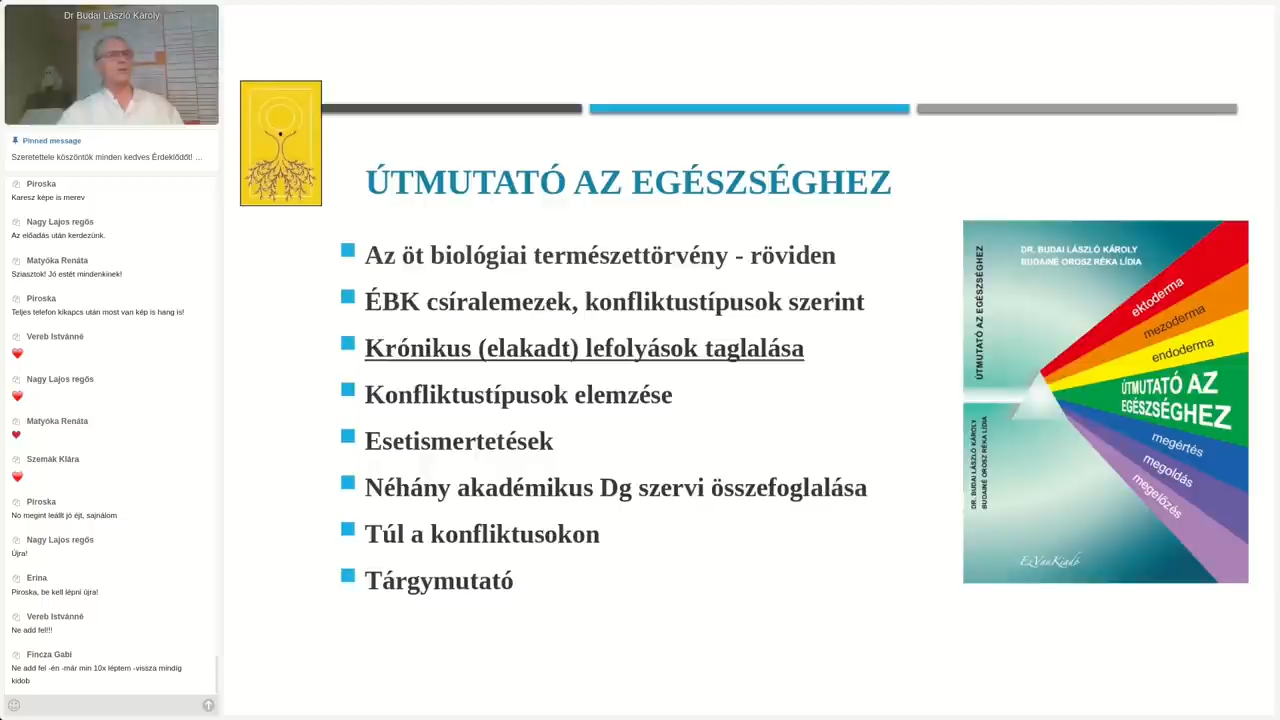 Dr Budai László Károly
Pinned message
Szeretettele köszöntök minden kedves Érdeklődőt! ...
Piroska
Karesz képe is merev
Nagy Lajos regös
Az előadás után kerdezünk.
Matyóka Renáta
Sziasztok! Jó estét mindenkinek!
Piroska
Teljes telefon kikapcs után most van kép is hang is!
Vereb Istvánné
Nagy Lajos regös
Matyóka Renáta
Szemák Klára
Piroska
No megint leállt jó éjt, sajnálom
Nagy Lajos regös
Újra!
Erina
Piroska, be kell lépni újra!
Vereb Istvánné
Ne add fel!!!
Fincza Gabi
Ne add fel -én -már min 10x léptem -vissza mindig
kidob
ÚTMUTATÓ AZ EGÉSZSÉGHEZ
Az öt biológiai természettörvény - röviden
ÉBK csíralemezek, konfliktustípusok szerint
Krónikus (elakadt) lefolyások taglalása
Konfliktustípusok elemzése
Esetismertetések
Néhány akadémikus Dg szervi összefoglalása
Túl a konfliktusokon
Tárgymutató
ÚTMUTATÓ AZ EGÉSZSÉGHEZ
DR. BUDAI LÁSZLÓ KÁROLY
BUDAINÉ OROSZ RÉKA LÍDIA
DR. BUDAI LÁSZLÓ KÁROLY
BUDAINÉ OROSZ RÉKA LÍDIA
ektoderma
mezoderma
endoderma
ÚTMUTATÓ AZ
EGÉSZSÉGHEZ
megértés
megoldás
megelőzés
EzVanKiadó